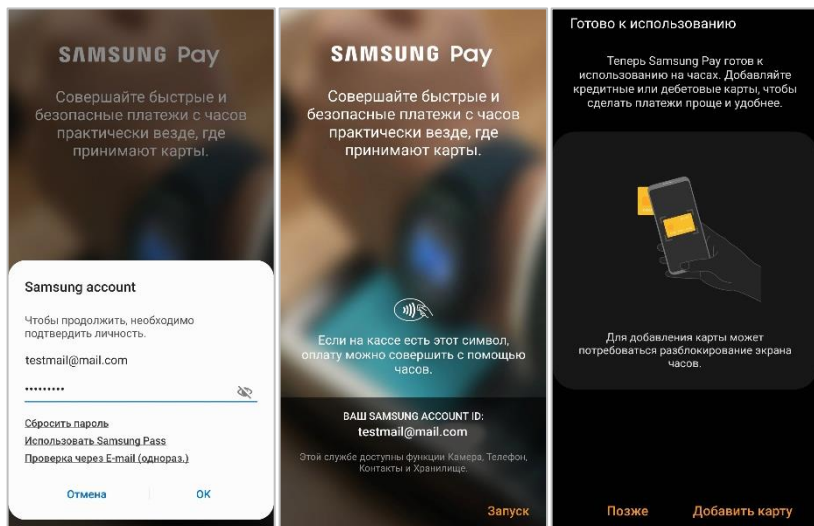 SAMSUNG Pay
Совершайте быстрые и
безопасные платежи с часов
практически везде, где
принимают карты.
Samsung account
Чтобы продолжить, необходимо
подтвердить личность.
testmail@mail.com
•••••••••
Сбросить пароль
Использовать Samsung Pass
Проверка через E-mail (однораз.)
Отмена
OK
SAMSUNG Pay
Совершайте быстрые и
безопасные платежи с часов
практически везде, где
принимают карты.
Если на кассе есть этот символ,
оплату можно совершить с помощью
часов.
ВАШ SAMSUNG ACCOUNT ID:
testmail@mail.com
Этой службе доступны функции Камера, Телефон,
Контакты и Хранилище.
Запуск
Готово к использованию
Теперь Samsung Pay готов к
использованию на часах. Добавляйте
кредитные или дебетовые карты, чтобы
сделать платежи проще и удобнее.
Для добавления карты может
потребоваться разблокирование экрана
часов.
Позже
Добавить карту